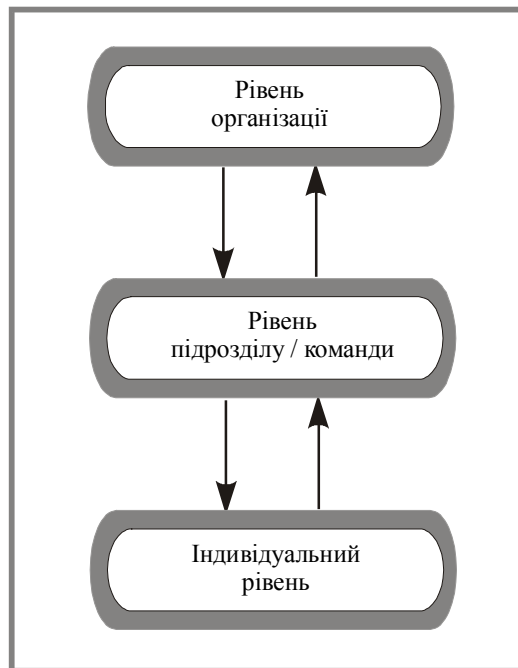 Рівень
організації
Рівень
підрозділу / команди
Індивідуальний
рівень